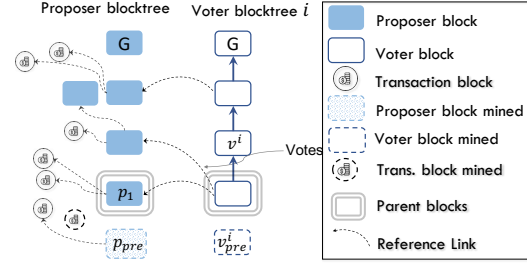 Proposer blocktree
Voter blocktree i
G
G
v^i
Votes
p_1
p_pre
v^i_pre
Proposer block
Voter block
Transaction block
Proposer block mined
Voter block mined
Trans. block mined
Parent blocks
Reference Link